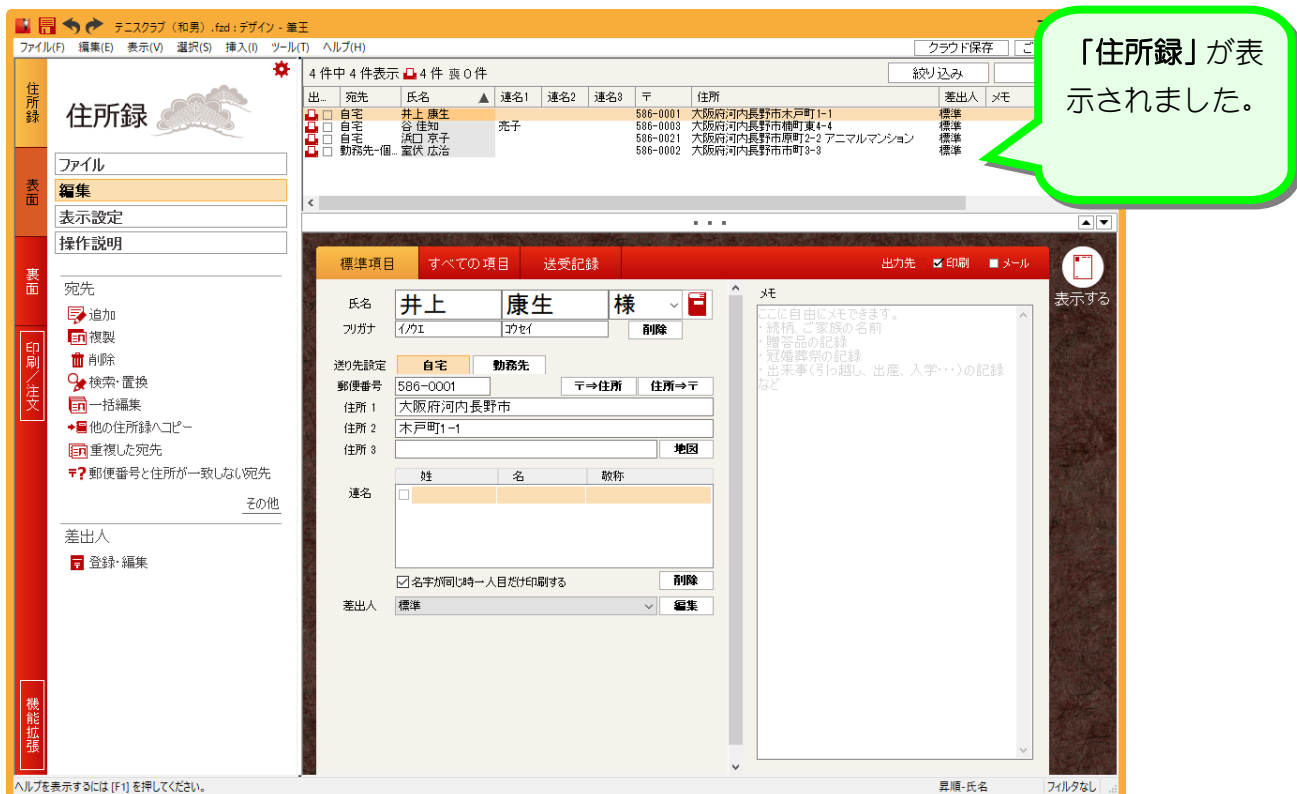 テニスクラブ（和男）.fzd : デザイン - 筆王
ファイル(F) 編集(E) 表示(V) 選択(S) 挿入(I) ツール(T) ヘルプ(H)
クラウド保存
「住所録」が表
示されました。
住所録
表面
裏面
印刷／注文
機能拡張
住所録
ファイル
編集
表示設定
操作説明
宛先
追加
複製
削除
検索・置換
一括編集
他の住所録へコピー
重複した宛先
〒?郵便番号と住所が一致しない宛先
その他
差出人
登録・編集
4 件中 4 件表示 4 件 喪 0 件
絞り込み
出... 宛先 氏名 ▲ 連名1 連名2 連名3 〒 住所 差出人 メモ
自宅 井上 康生 586-0001 大阪府河内長野市木戸町1-1 標準
自宅 谷 佳知 亮子 586-0003 大阪府河内長野市楠町東4-4 標準
自宅 浜口 京子 586-0021 大阪府河内長野市原町2-2 アニマルマンション 標準
勤務先-個... 室伏 広治 586-0002 大阪府河内長野市市町3-3 標準
標準項目 すべての項目 送受記録 出力先 印刷 メール
表示する
氏名 井上 康生 様
フリガナ イノウエ コウセイ 削除
送り先設定 自宅 勤務先
郵便番号 586-0001 〒⇒住所 住所⇒〒
住所 1 大阪府河内長野市
住所 2 木戸町1-1
住所 3 地図
姓 名 敬称
連名
名字が同じ時一人目だけ印刷する 削除
差出人 標準 編集
メモ
ここに自由にメモできます。
・続柄、ご家族の名前
・贈答品の記録
・冠婚葬祭の記録
・出来事(引っ越し、出産、入学・・・)の記録
など
ヘルプを表示するには [F1] を押してください。 昇順-氏名 フィルタなし